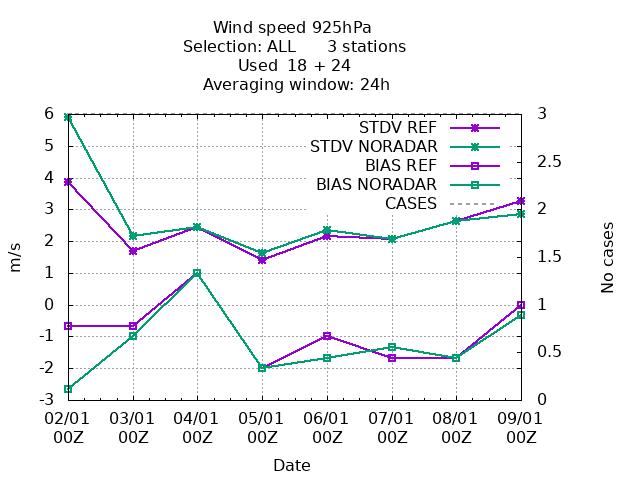 Wind speed 925hPa
Selection: ALL 3 stations
Used 18 + 24
Averaging window: 24h
STDV REF
STDV NORADAR
BIAS REF
BIAS NORADAR
CASES
6
5
4
3
2
1
0
-1
-2
-3
m/s
3
2.5
2
1.5
1
0.5
0
No cases
02/01 03/01 04/01 05/01 06/01 07/01 08/01 09/01
00Z 00Z 00Z 00Z 00Z 00Z 00Z 00Z
Date